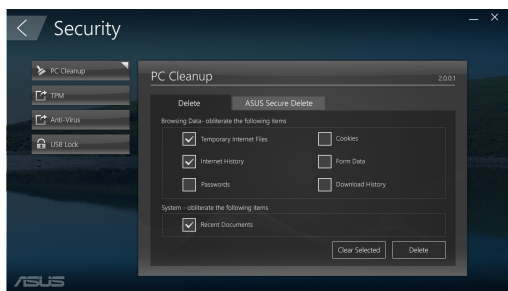 Security
PC Cleanup
TPM
Anti-Virus
USB Lock
PC Cleanup 2.0.0.1
Delete ASUS Secure Delete
Browsing Data- obliterate the following items
Temporary Internet Files Cookies
Internet History Form Data
Passwords Download History
System - obliterate the following items
Recent Documents
Clear Selected Delete
ASUS